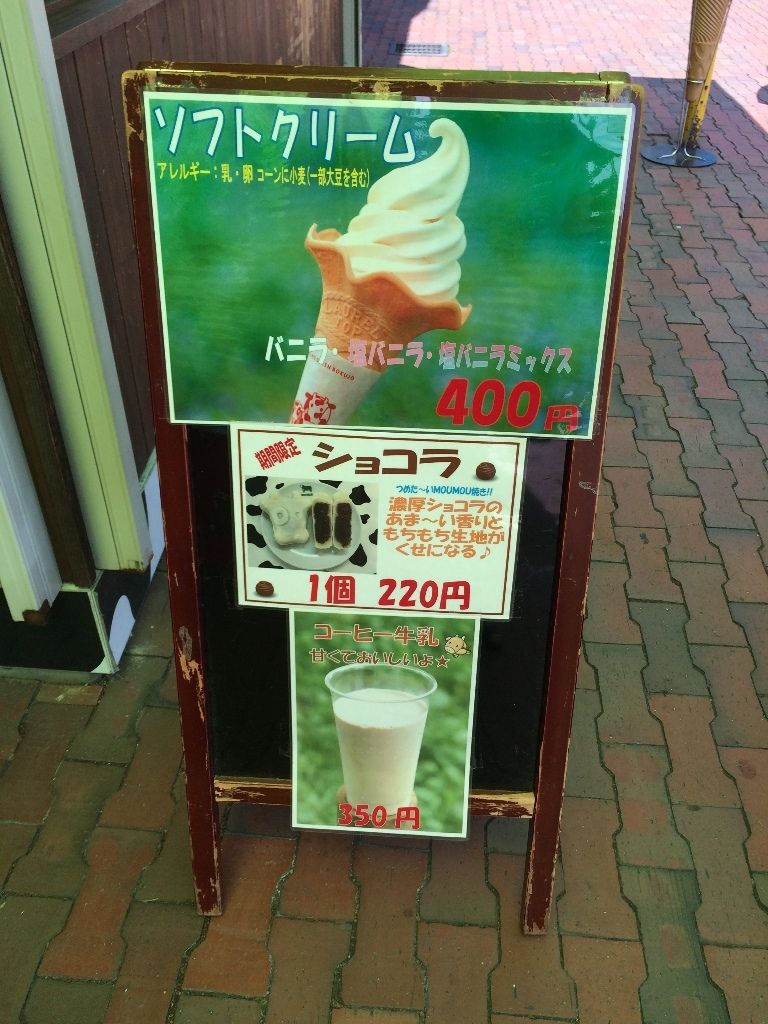 ソフトクリーム
アレルギー：乳・卵 コーンに小麦(一部大豆を含む)
LAUREL
TOP
バニラ・塩バニラ・塩バニラミックス
400円
期間限定
ショコラ
つめた〜いMOUMOU焼き!!
濃厚ショコラの
あま〜い香りと
もちもち生地が
くせになる♪
1個 220円
コーヒー牛乳
甘くておいしいよ★
350円